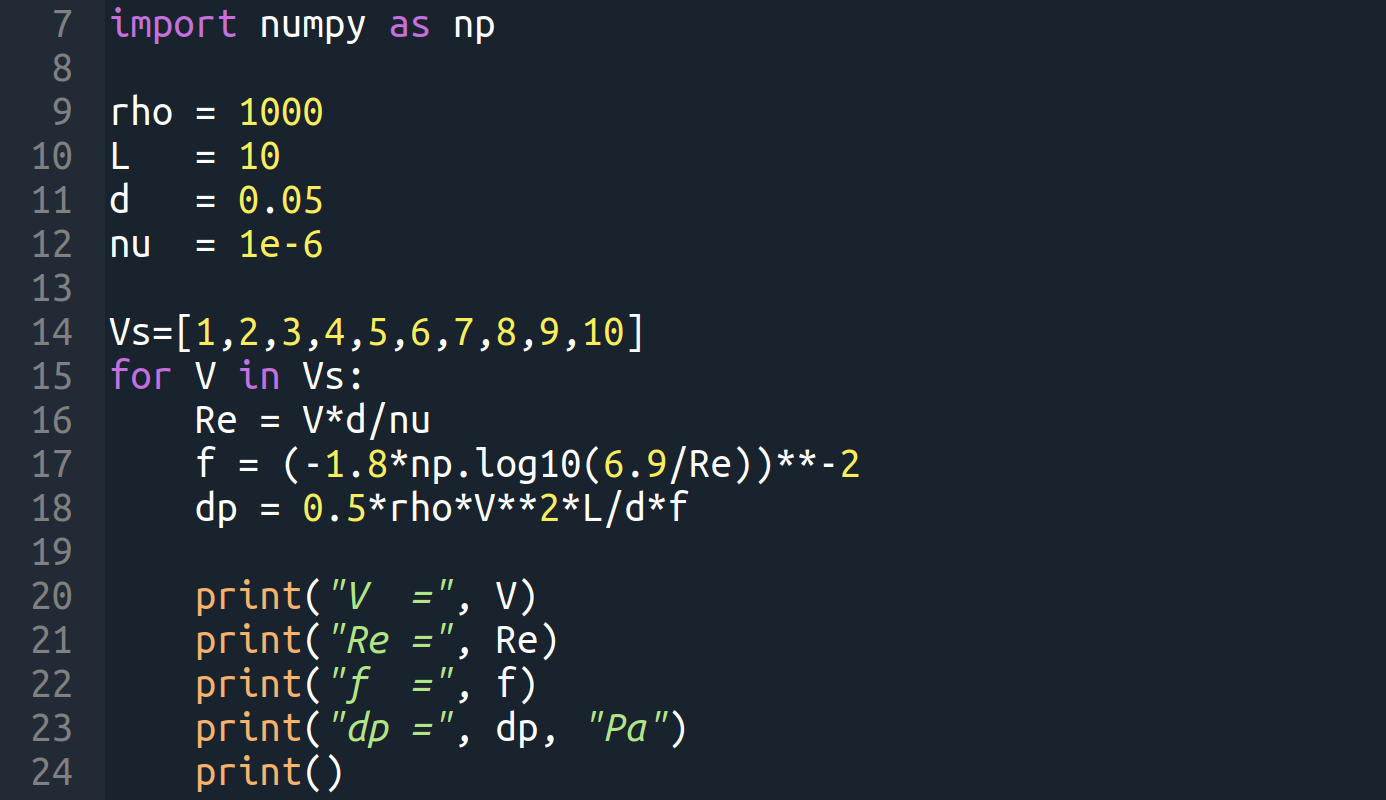 7 import numpy as np
8
9 rho = 1000
10 L   = 10
11 d   = 0.05
12 nu  = 1e-6
13
14 Vs=[1,2,3,4,5,6,7,8,9,10]
15 for V in Vs:
16     Re = V*d/nu
17     f = (-1.8*np.log10(6.9/Re))**-2
18     dp = 0.5*rho*V**2*L/d*f
19
20     print("V  =", V)
21     print("Re =", Re)
22     print("f  =", f)
23     print("dp =", dp, "Pa")
24     print()